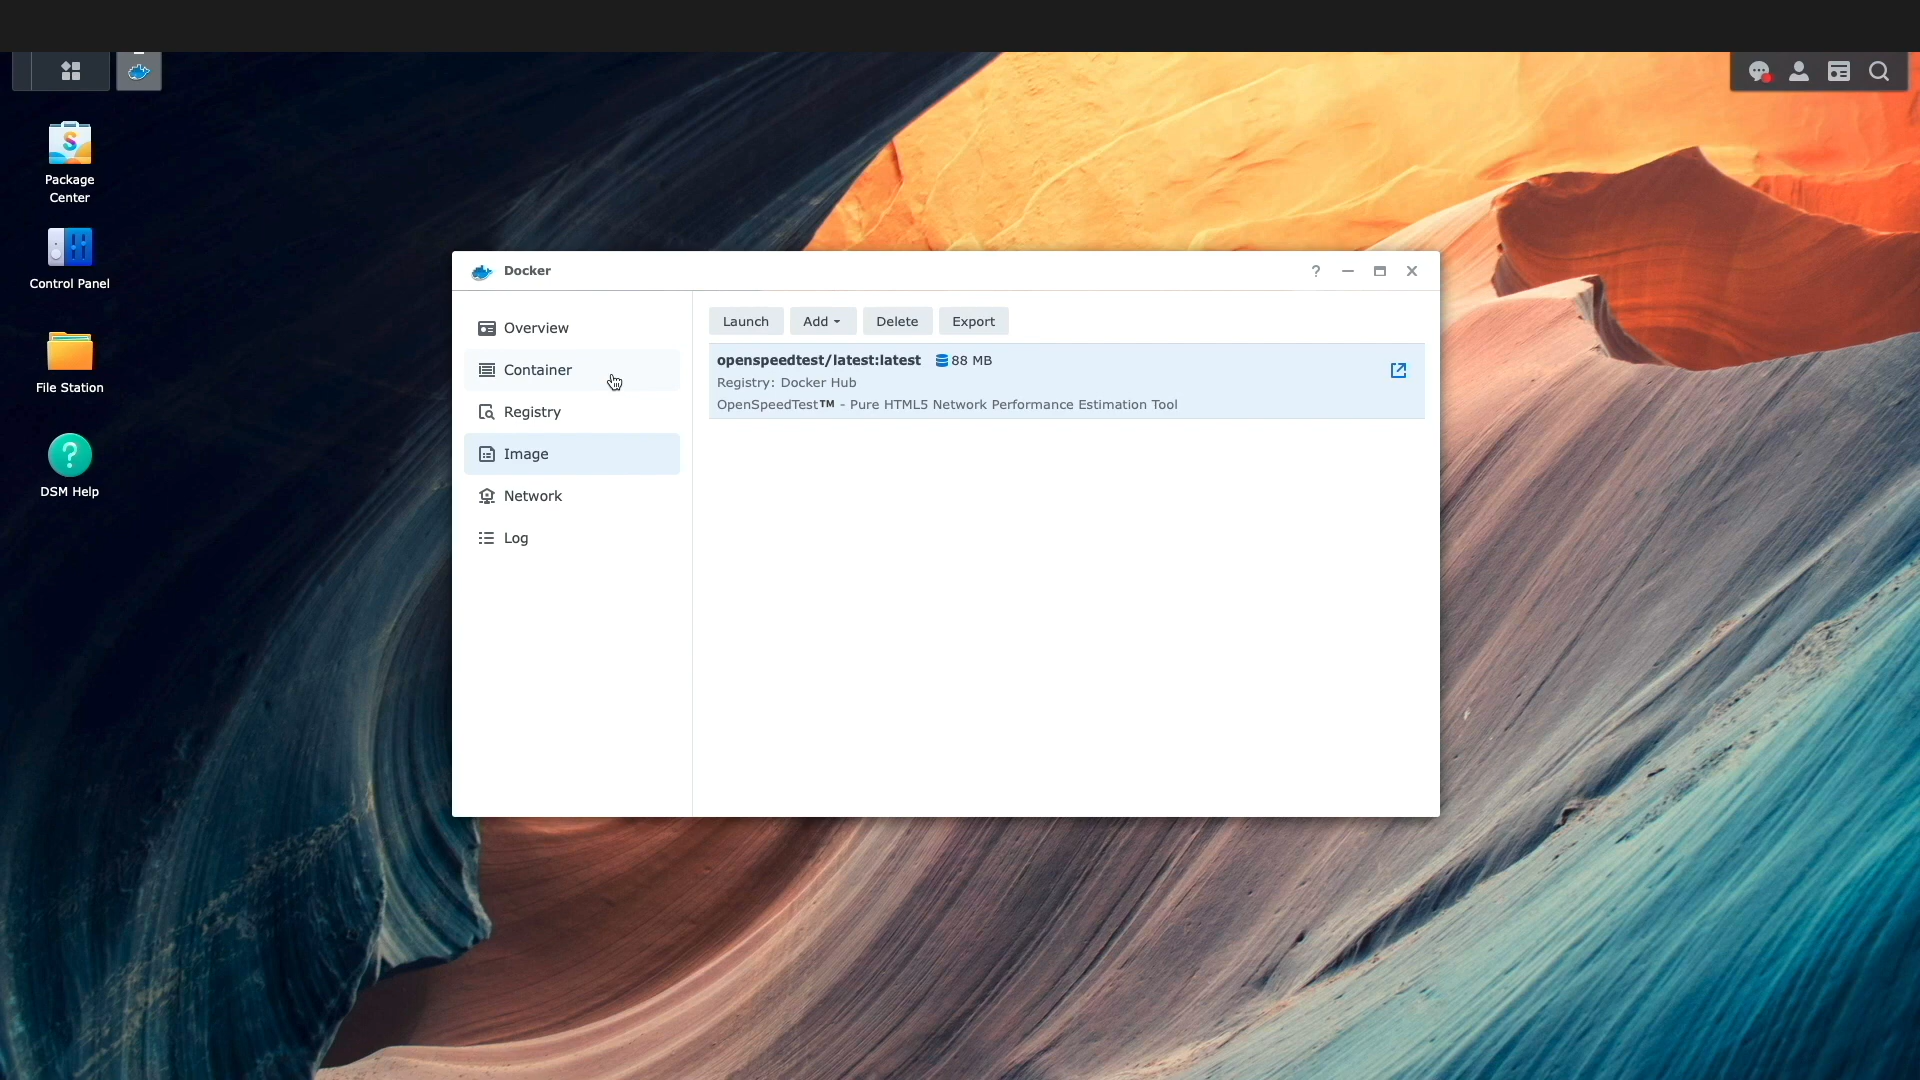 Package
Center
Control Panel
File Station
DSM Help
Docker
Overview
Container
Registry
Image
Network
Log
Launch Add Delete Export
openspeedtest/latest:latest 88 MB
Registry: Docker Hub
OpenSpeedTest™ - Pure HTML5 Network Performance Estimation Tool